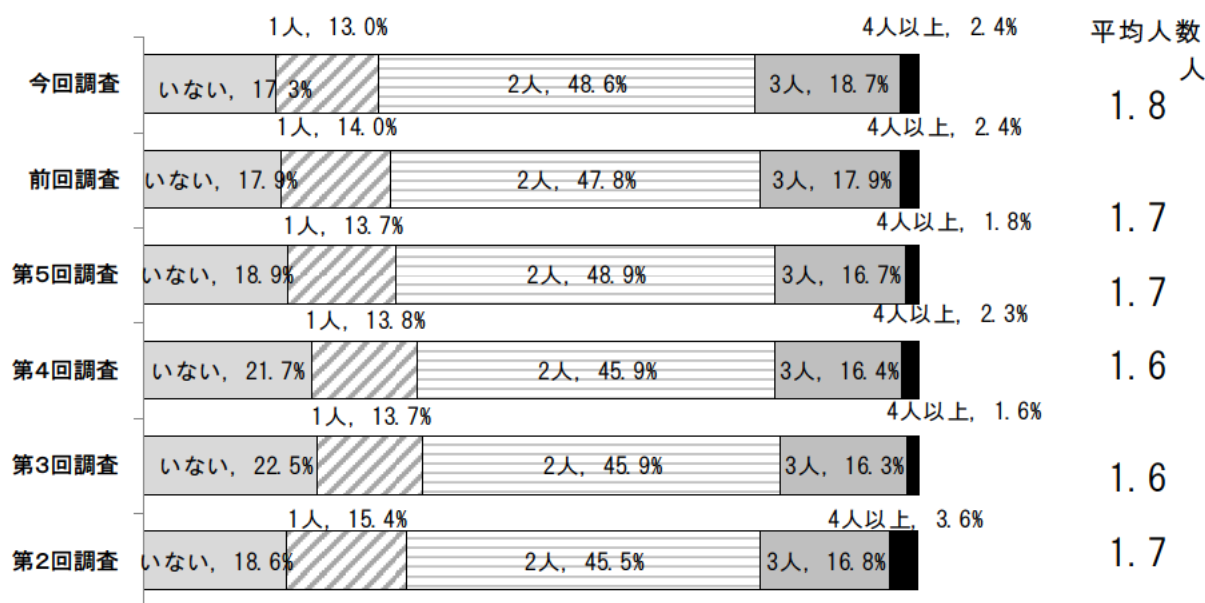 1人, 13.0% 4人以上, 2.4% 平均人数
人
今回調査 いない, 17.3% 2人, 48.6% 3人, 18.7% 1.8
1人, 14.0% 4人以上, 2.4%
前回調査 いない, 17.9% 2人, 47.8% 3人, 17.9% 1.7
1人, 13.7% 4人以上, 1.8%
第5回調査 いない, 18.9% 2人, 48.9% 3人, 16.7% 1.7
1人, 13.8% 4人以上, 2.3%
第4回調査 いない, 21.7% 2人, 45.9% 3人, 16.4% 1.6
1人, 13.7% 4人以上, 1.6%
第3回調査 いない, 22.5% 2人, 45.9% 3人, 16.3% 1.6
1人, 15.4% 4人以上, 3.6%
第2回調査 いない, 18.6% 2人, 45.5% 3人, 16.8% 1.7